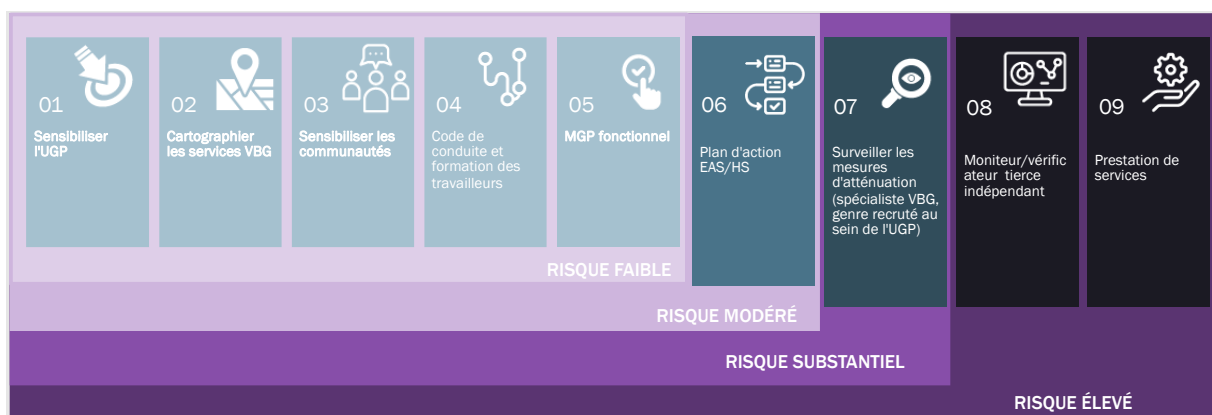 01
Sensibiliser
l'UGP
02
Cartographier
les services VBG
03
Sensibiliser les
communautés
04
Code de
conduite et
formation des
travailleurs
05
MGP fonctionnel
06
Plan d'action
EAS/HS
07
Surveiller les
mesures
d'atténuation
(spécialiste VBG,
genre recruté au
sein de l'UGP)
08
Moniteur/vérific
ateur tierce
indépendant
09
Prestation de
services
RISQUE FAIBLE
RISQUE MODÉRÉ
RISQUE SUBSTANTIEL
RISQUE ÉLEVÉ